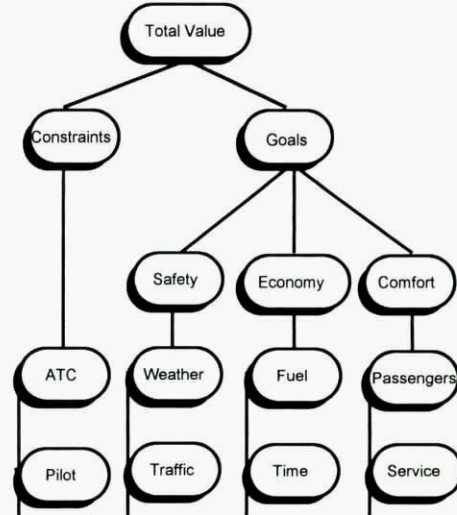 Total Value
Constraints
Goals
Safety
Economy
Comfort
ATC
Weather
Fuel
Passengers
Pilot
Traffic
Time
Service